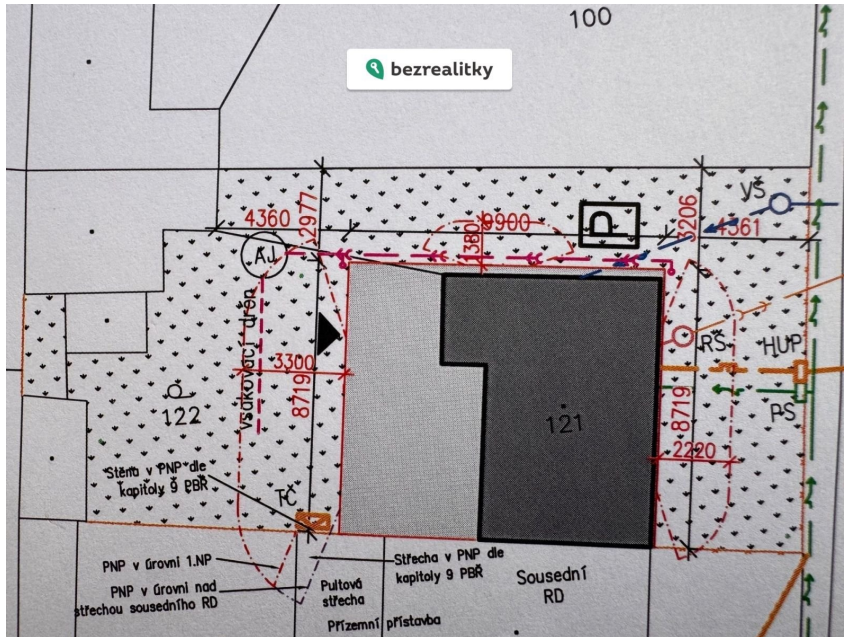 100
bezrealitky
VŠ
4360
2977
9900
P
3206
4361
1380
AJ
vsakovací drén
3300
8719
RŠ
HUP
PS
8719
2220
122
121
Stěna v PNP dle
kapitoly 9 PBŘ
TČ
PNP v úrovni 1.NP
PNP v úrovni nad
střechou sousedního RD
Pultová
střecha
Střecha v PNP dle
kapitoly 9 PBŘ
Sousední
RD
Přízemní přístavba